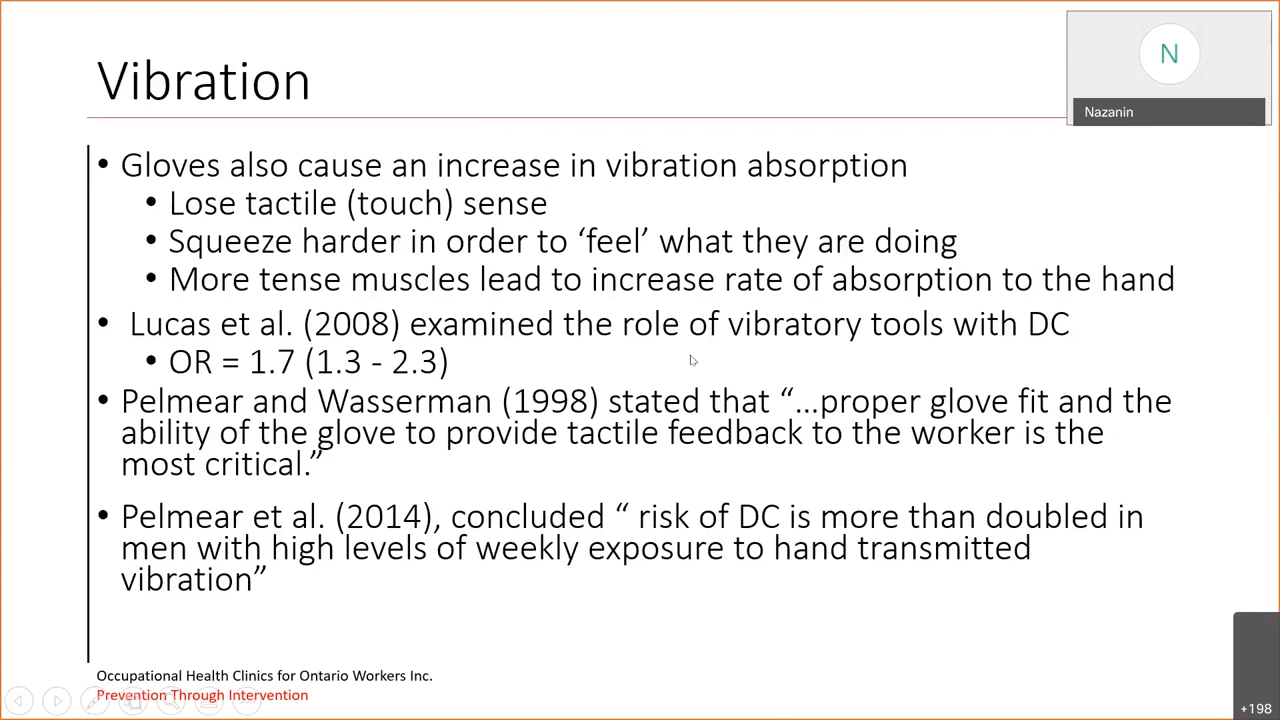 Vibration
N
Nazanin
• Gloves also cause an increase in vibration absorption
• Lose tactile (touch) sense
• Squeeze harder in order to ‘feel’ what they are doing
• More tense muscles lead to increase rate of absorption to the hand
• Lucas et al. (2008) examined the role of vibratory tools with DC
• OR = 1.7 (1.3 - 2.3)
• Pelmear and Wasserman (1998) stated that “...proper glove fit and the
ability of the glove to provide tactile feedback to the worker is the
most critical.”
• Pelmear et al. (2014), concluded “ risk of DC is more than doubled in
men with high levels of weekly exposure to hand transmitted
vibration”
Occupational Health Clinics for Ontario Workers Inc.
Prevention Through Intervention
+198